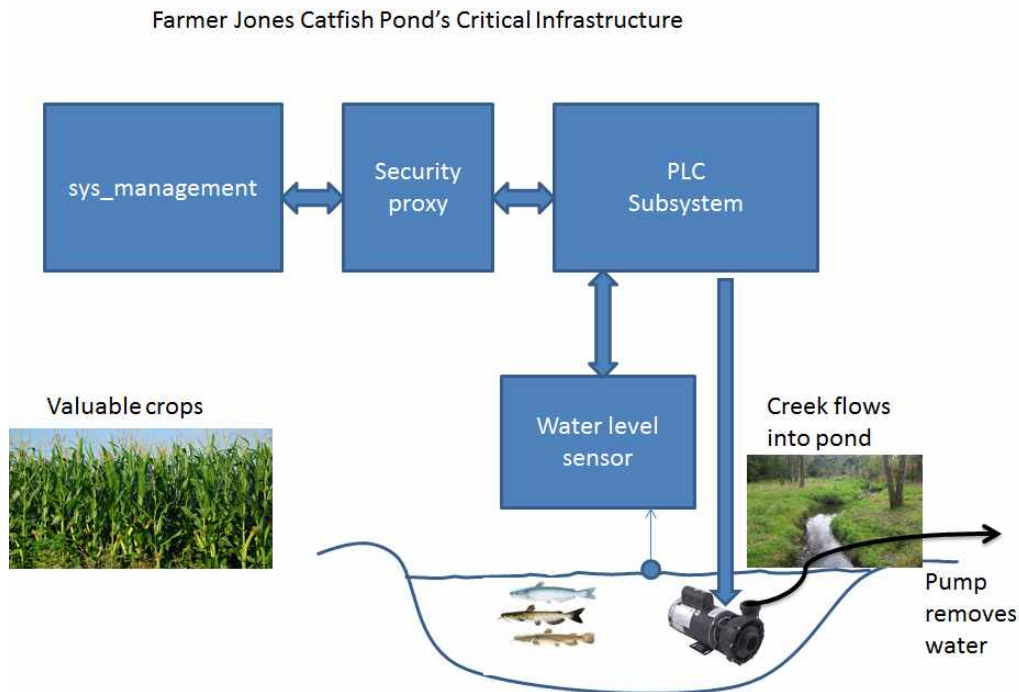 Farmer Jones Catfish Pond's Critical Infrastructure
sys_management
Security
proxy
PLC
Subsystem
Valuable crops
Water level
sensor
Creek flows
into pond
Pump
removes
water